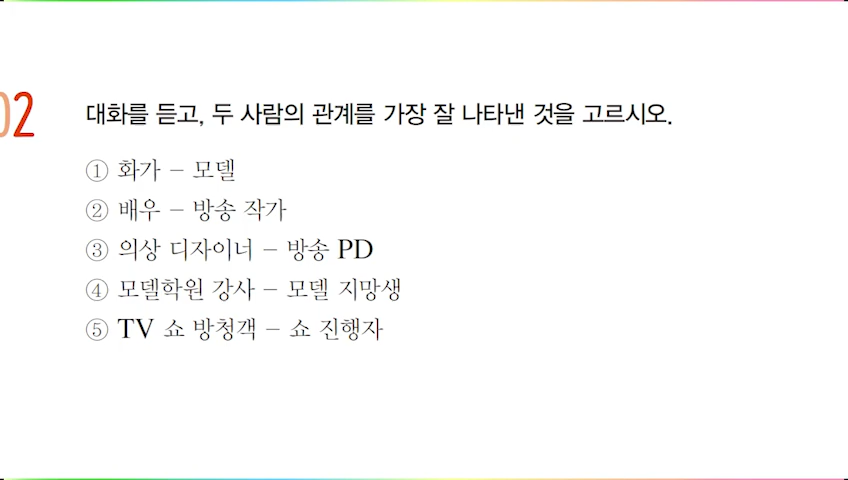 02
대화를 듣고, 두 사람의 관계를 가장 잘 나타낸 것을 고르시오.
① 화가 – 모델
② 배우 – 방송 작가
③ 의상 디자이너 – 방송 PD
④ 모델학원 강사 – 모델 지망생
⑤ TV 쇼 방청객 – 쇼 진행자